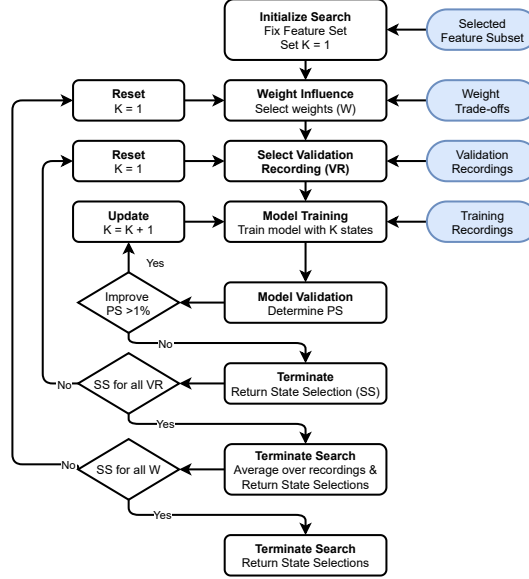 Initialize Search
Fix Feature Set
Set K = 1
Selected
Feature Subset
Reset
K = 1
Weight Influence
Select weights (W)
Weight
Trade-offs
Reset
K = 1
Select Validation
Recording (VR)
Validation
Recordings
Update
K = K + 1
Model Training
Train model with K states
Training
Recordings
Yes
Improve
PS >1%
Model Validation
Determine PS
No
SS for all VR
Terminate
Return State Selection (SS)
No
Yes
SS for all W
Terminate Search
Average over recordings &
Return State Selections
No
Yes
Terminate Search
Return State Selections